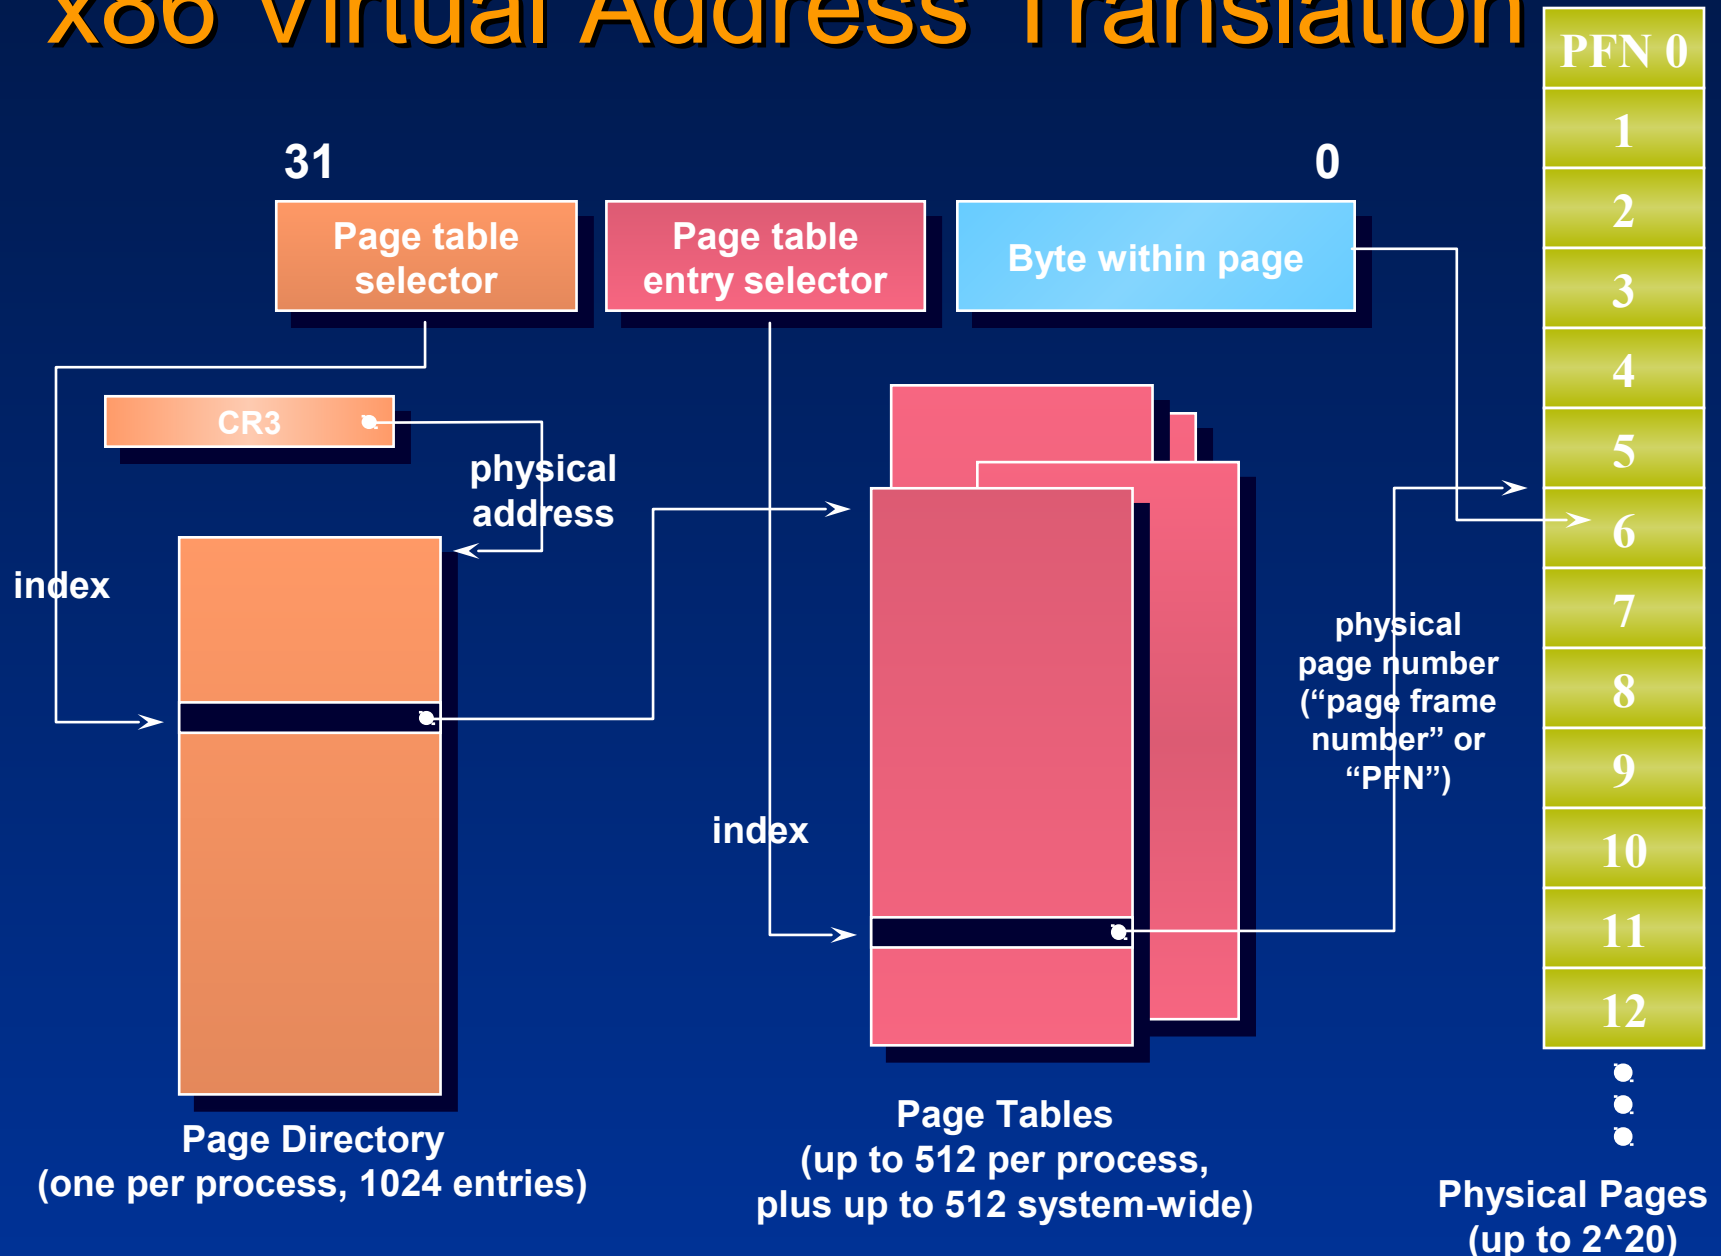 x86 Virtual Address Translation
31
0
Page table
selector
Page table
entry selector
Byte within page
CR3
physical
address
index
index
physical
page number
(“page frame
number” or
“PFN”)
PFN 0
1
2
3
4
5
6
7
8
9
10
11
12
Page Directory
(one per process, 1024 entries)
Page Tables
(up to 512 per process,
plus up to 512 system-wide)
Physical Pages
(up to 2^20)